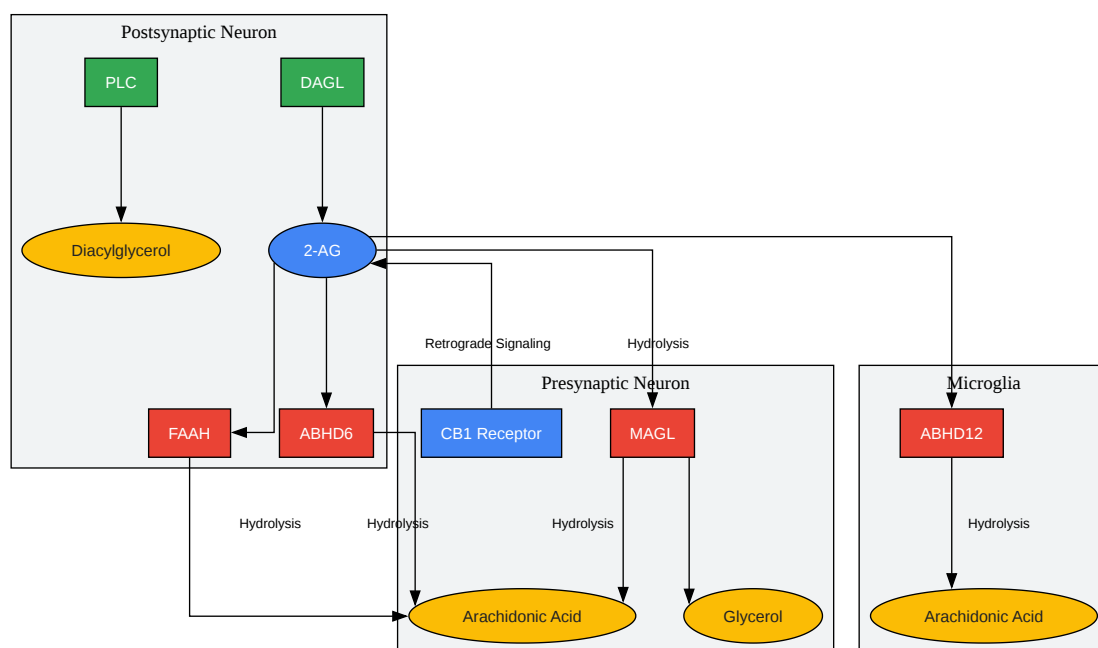 Postsynaptic Neuron
PLC
DAGL
Diacylglycerol
2-AG
Retrograde Signaling
Hydrolysis
Presynaptic Neuron
Microglia
FAAH
ABHD6
CB1 Receptor
MAGL
ABHD12
Hydrolysis
Hydrolysis
Hydrolysis
Hydrolysis
Arachidonic Acid
Glycerol
Arachidonic Acid